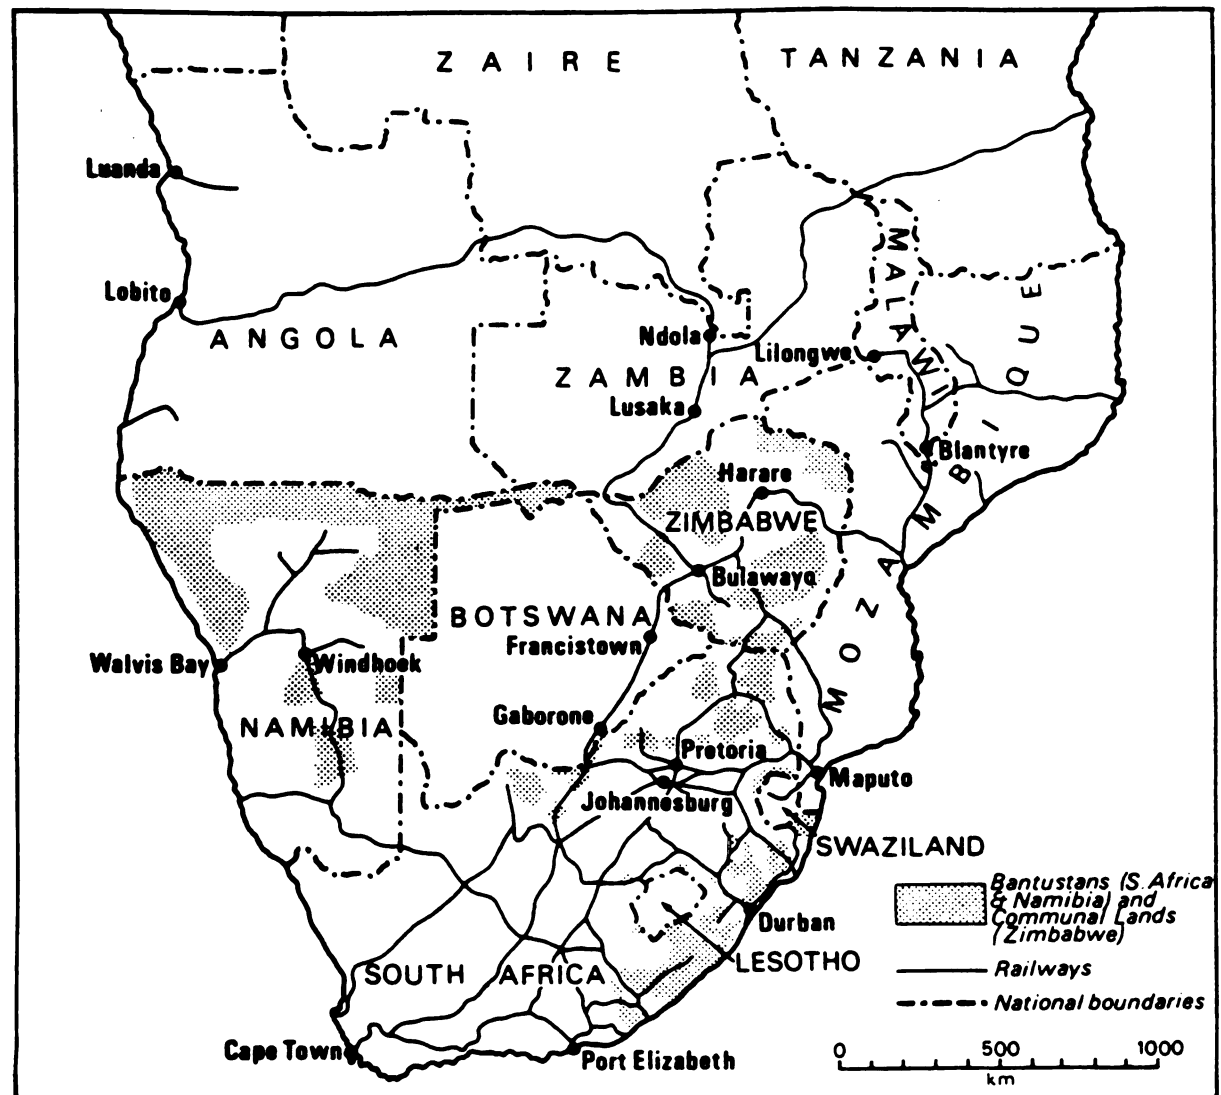 ZAIRE
TANZANIA
Luanda
MALAWI
Lobito
ANGOLA
Ndola
Lilongwe
ZAMBIA
MOZAMBIQUE
Lusaka
Blantyre
Harare
ZIMBABWE
Bulawayo
BOTSWANA
Francistown
Walvis Bay
Windhoek
Gaborone
NAMIBIA
Pretoria
Maputo
Johannesburg
SWAZILAND
Bantustans (S. Africa
& Namibia) and
Communal Lands
(Zimbabwe)
Durban
LESOTHO
SOUTH AFRICA
Railways
National boundaries
Cape Town
Port Elizabeth
0 500 1000
km